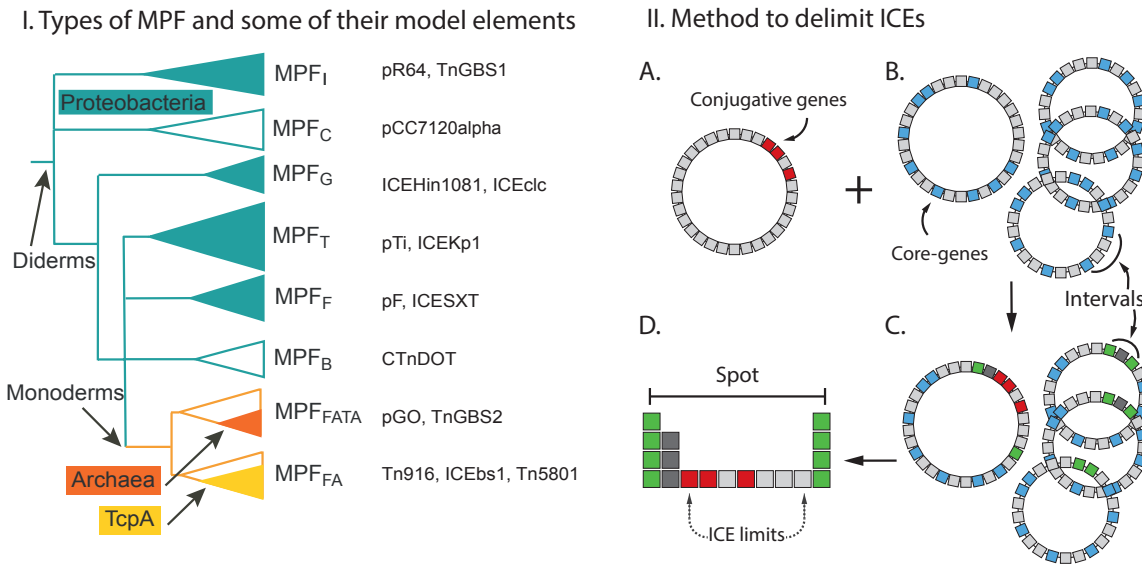 I. Types of MPF and some of their model elements
Proteobacteria
MPFI pR64, TnGBS1
MPFC pCC7120alpha
MPFG ICEHin1081, ICEclc
MPFT pTi, ICEKp1
MPFF pF, ICESXT
MPFB CTnDOT
MPFFATA pGO, TnGBS2
MPFFA Tn916, ICEbs1, Tn5801
Diderms
Monoderms
Archaea
TcpA
II. Method to delimit ICEs
A.
Conjugative genes
+
B.
Core-genes
Intervals
C.
D.
Spot
ICE limits